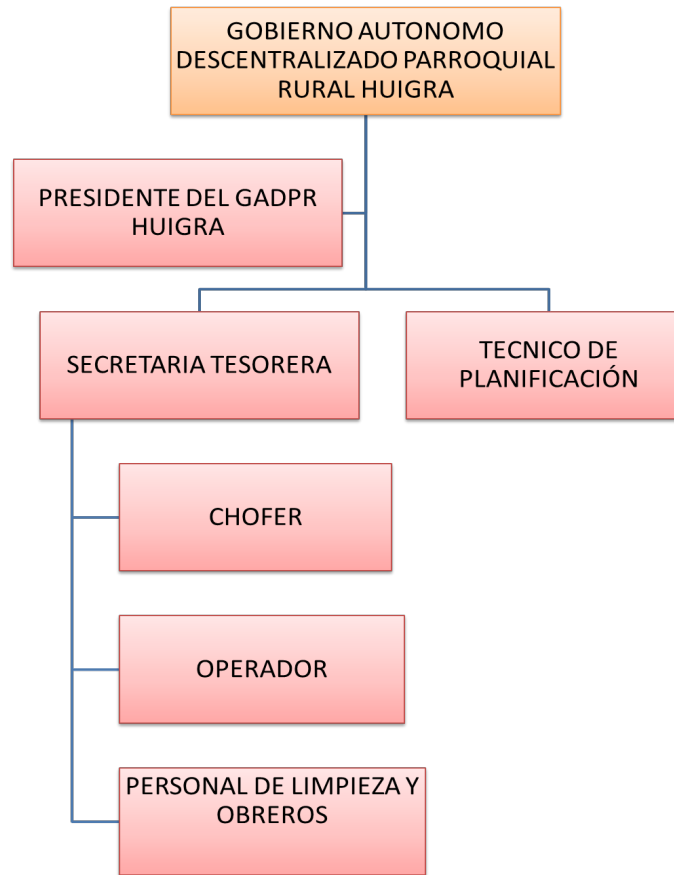 GOBIERNO AUTONOMO
DESCENTRALIZADO PARROQUIAL
RURAL HUIGRA
PRESIDENTE DEL GADPR
HUIGRA
SECRETARIA TESORERA
TECNICO DE
PLANIFICACIÓN
CHOFER
OPERADOR
PERSONAL DE LIMPIEZA Y
OBREROS